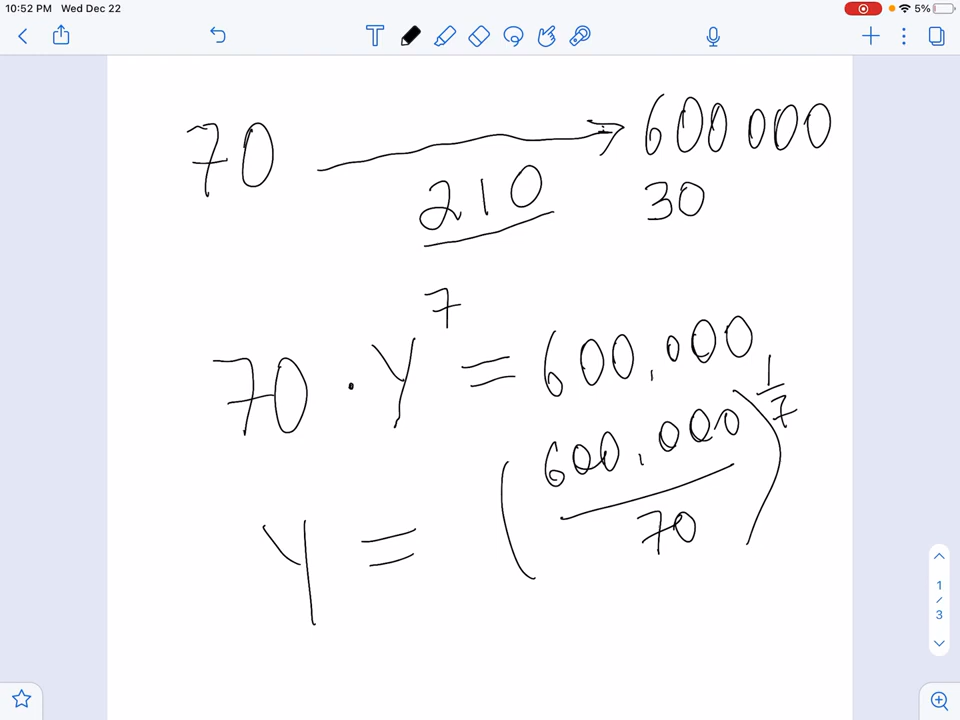 10:52 PM Wed Dec 22 5%
70 → 600 000
210 30
70 · y⁷ = 600,000
y = (600,000 / 70)^(1/7)
1 / 3